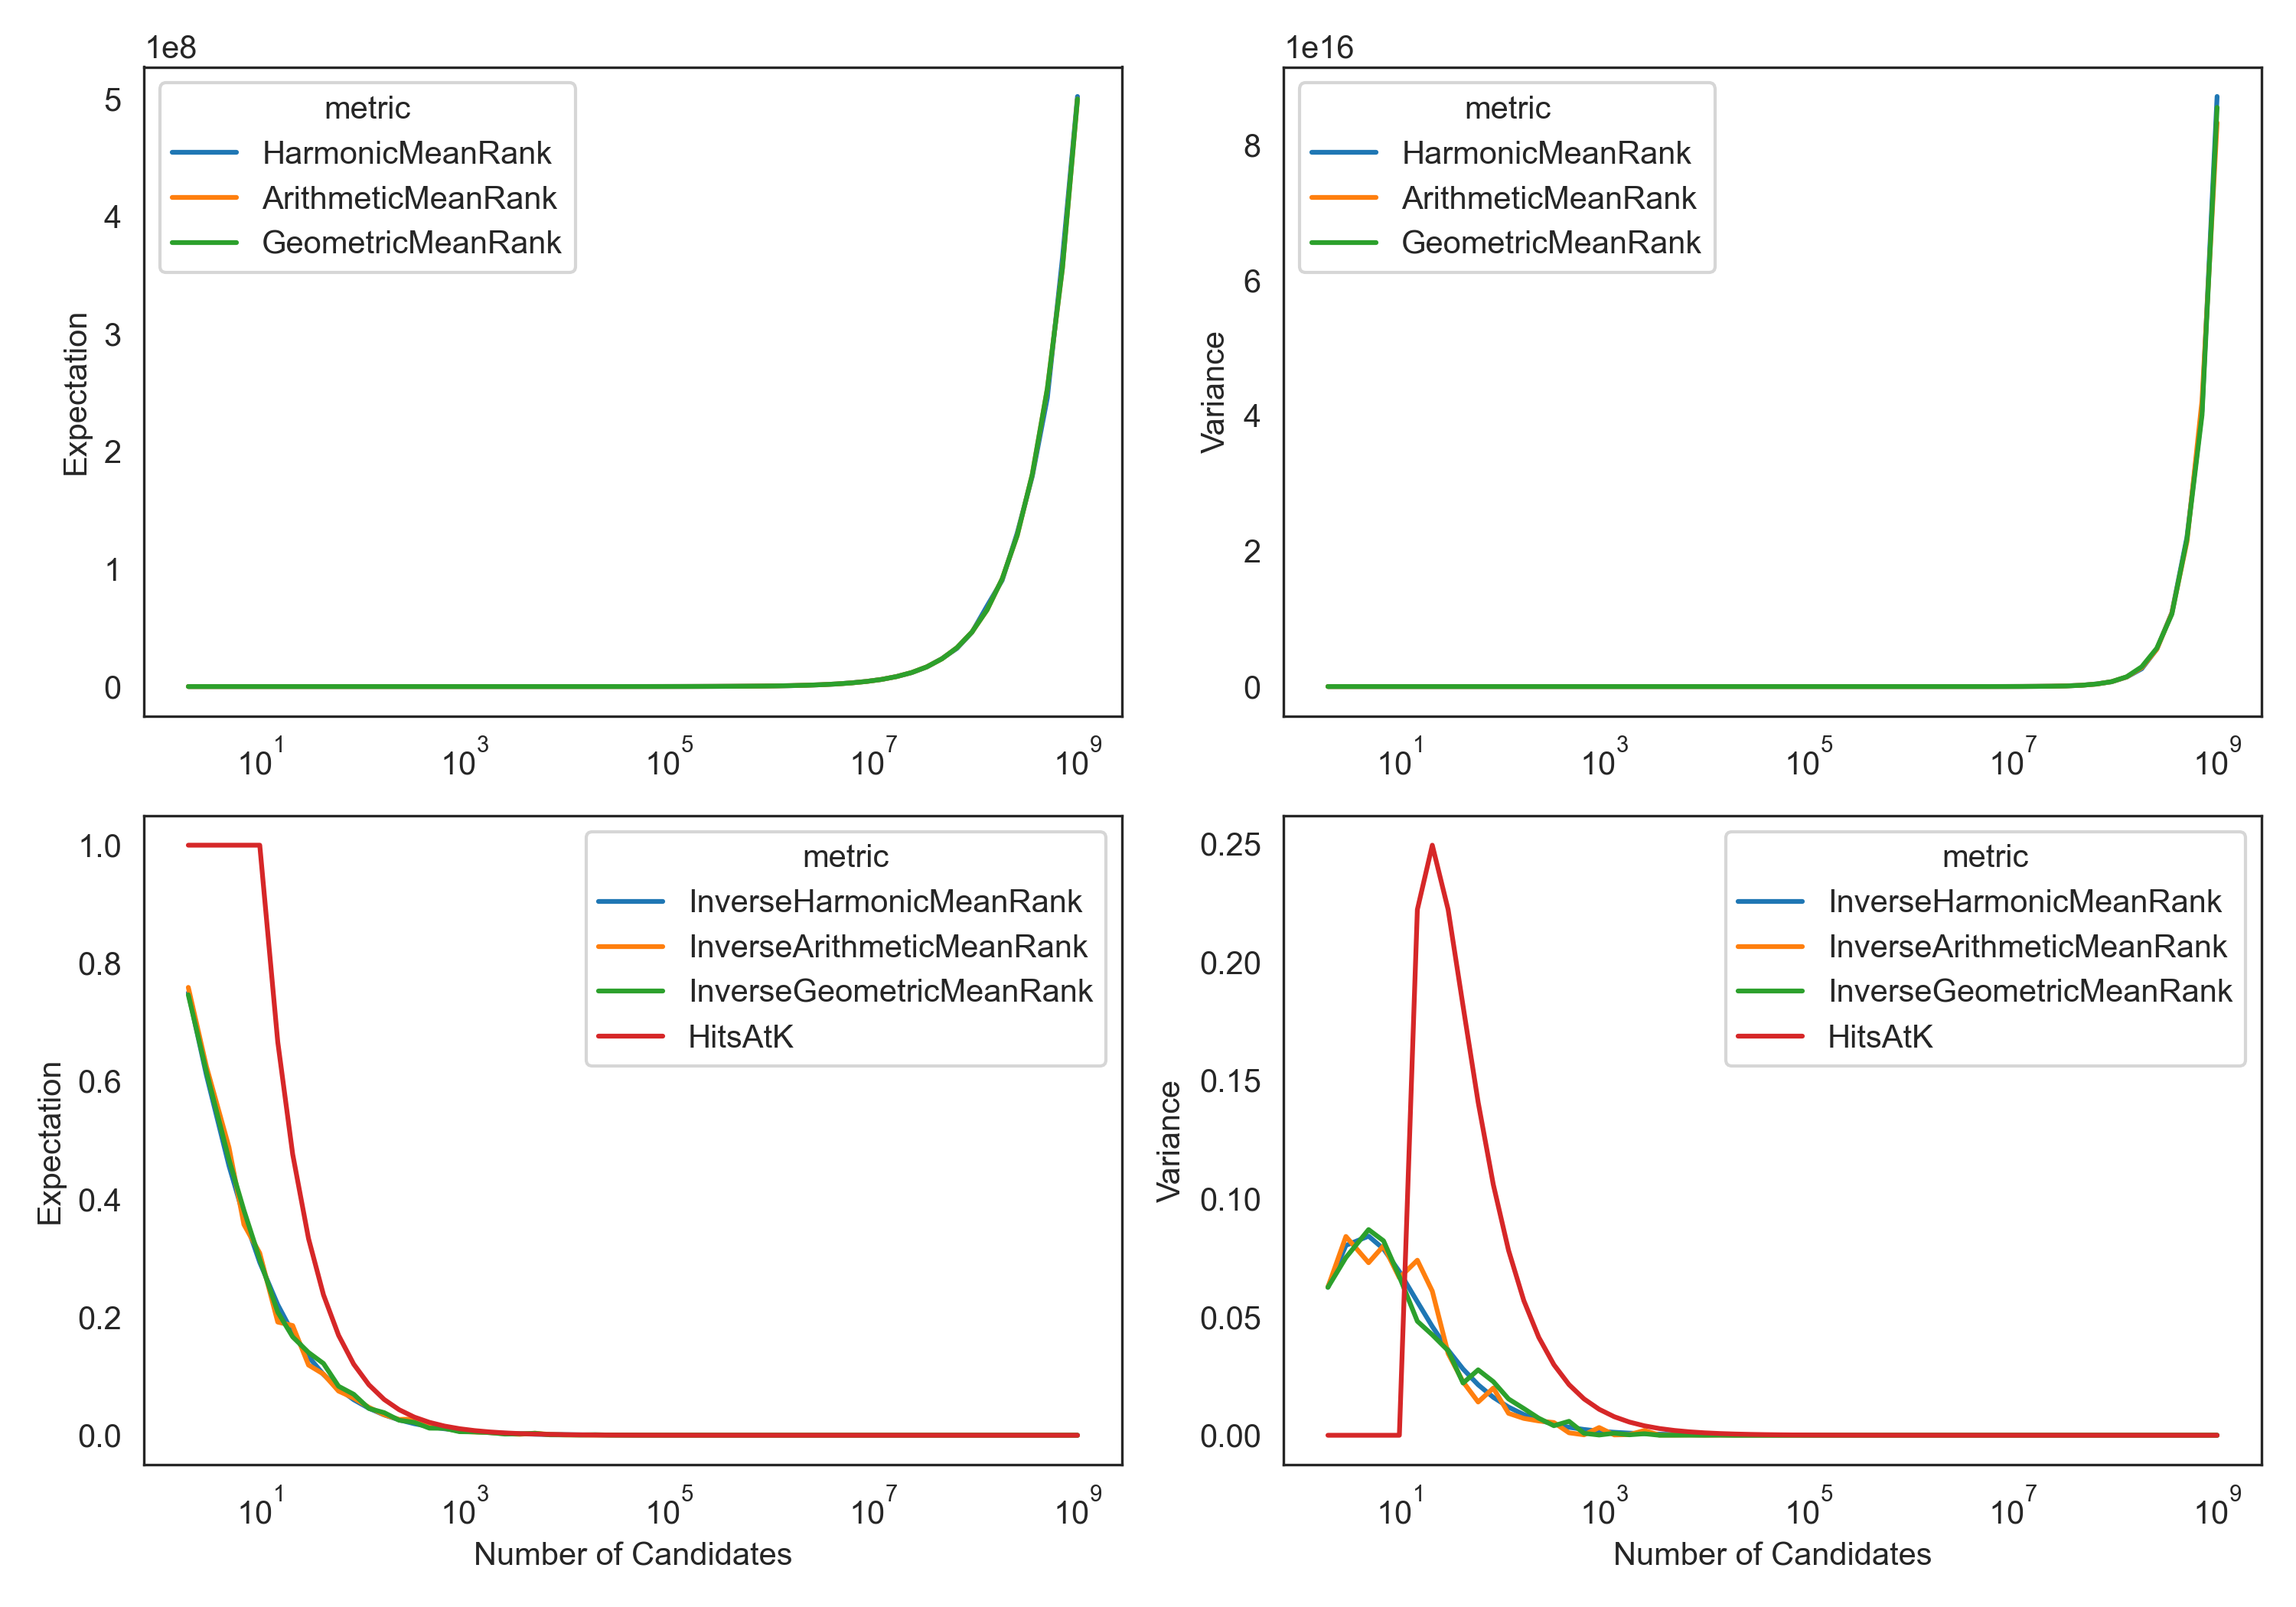 1e8
5
4
3
2
1
0
Expectation
metric
HarmonicMeanRank
ArithmeticMeanRank
GeometricMeanRank
10^1 10^3 10^5 10^7 10^9
1e16
8
6
4
2
0
Variance
metric
HarmonicMeanRank
ArithmeticMeanRank
GeometricMeanRank
10^1 10^3 10^5 10^7 10^9
1.0
0.8
0.6
0.4
0.2
0.0
Expectation
metric
InverseHarmonicMeanRank
InverseArithmeticMeanRank
InverseGeometricMeanRank
HitsAtK
10^1 10^3 10^5 10^7 10^9
Number of Candidates
0.25
0.20
0.15
0.10
0.05
0.00
Variance
metric
InverseHarmonicMeanRank
InverseArithmeticMeanRank
InverseGeometricMeanRank
HitsAtK
10^1 10^3 10^5 10^7 10^9
Number of Candidates